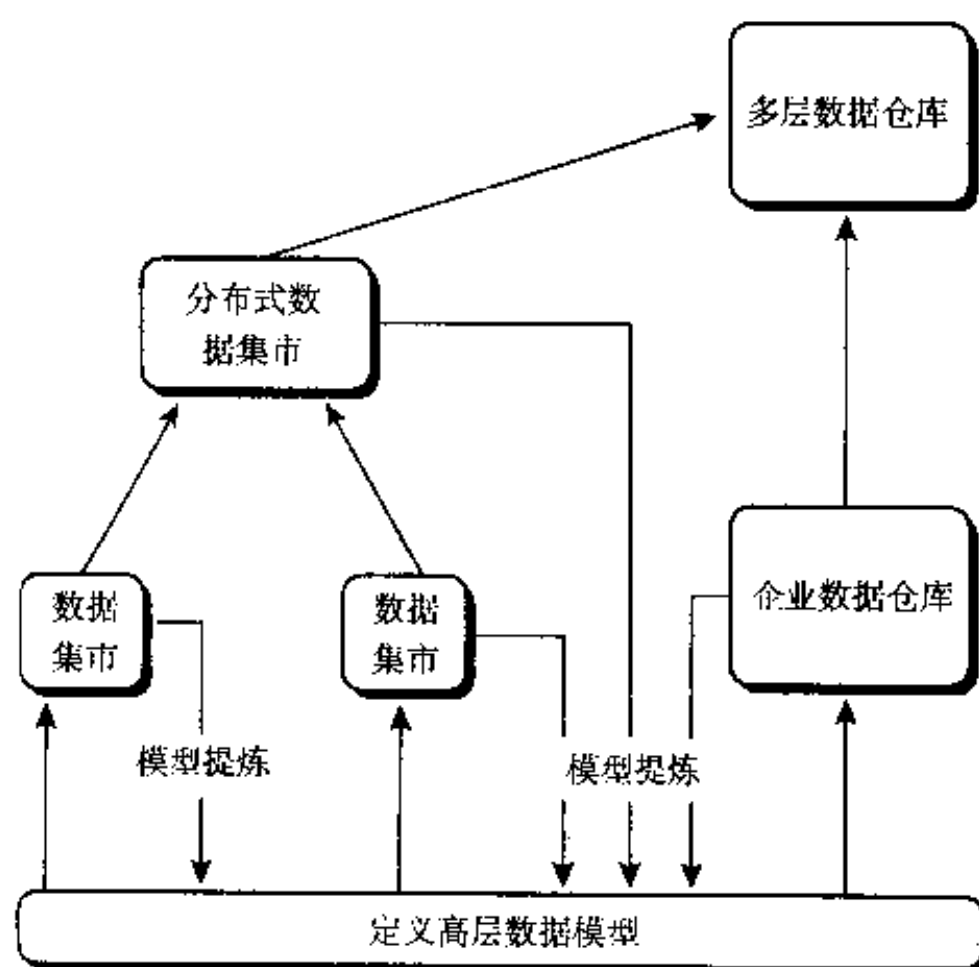 多层数据仓库
分布式数
据集市
数据
集市
数据
集市
企业数据仓库
模型提炼
模型提炼
定义高层数据模型